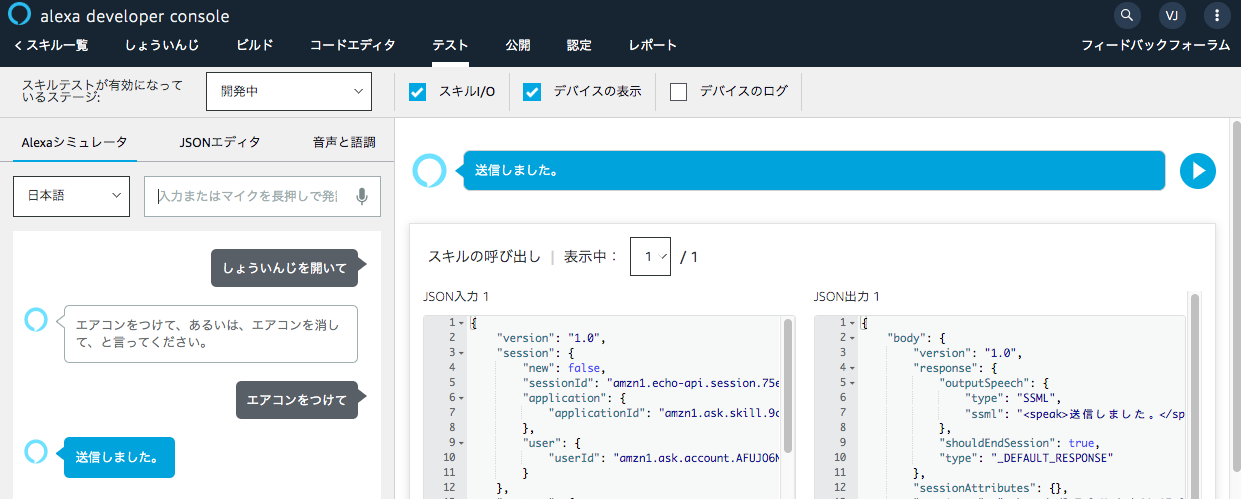 alexa developer console
VJ
スキル一覧 しょういんじ ビルド コードエディタ テスト 公開 認定 レポート フィードバックフォーラム
スキルテストが有効になって
いるステージ:
開発中
スキルI/O
デバイスの表示
デバイスのログ
Alexaシミュレータ JSONエディタ 音声と語調
日本語
入力またはマイクを長押しで発
しょういんじを開いて
エアコンをつけて、あるいは、エアコンを消し
て、と言ってください。
エアコンをつけて
送信しました。
送信しました。
スキルの呼び出し | 表示中: 1 / 1
JSON入力 1
1 {
2 "version": "1.0",
3 "session": {
4 "new": false,
5 "sessionId": "amzn1.echo-api.session.75e
6 "application": {
7 "applicationId": "amzn1.ask.skill.9c
8 },
9 "user": {
10 "userId": "amzn1.ask.account.AFUJO6N
11 }
12 },
JSON出力 1
1 {
2 "body": {
3 "version": "1.0",
4 "response": {
5 "outputSpeech": {
6 "type": "SSML",
7 "ssml": "<speak>送信しました。</sp
8 },
9 "shouldEndSession": true,
10 "type": "_DEFAULT_RESPONSE"
11 },
12 "sessionAttributes": {},